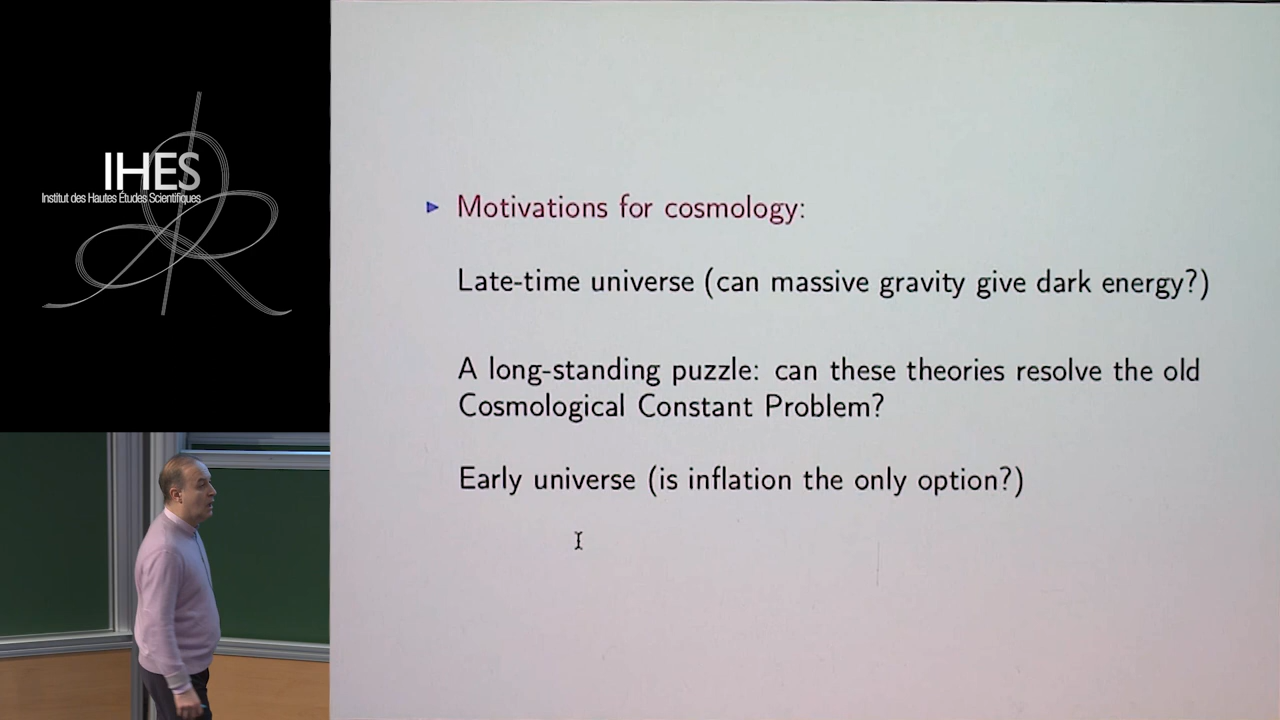 IHES
Institut des Hautes Études Scientifiques
Motivations for cosmology:
Late-time universe (can massive gravity give dark energy?)
A long-standing puzzle: can these theories resolve the old
Cosmological Constant Problem?
Early universe (is inflation the only option?)